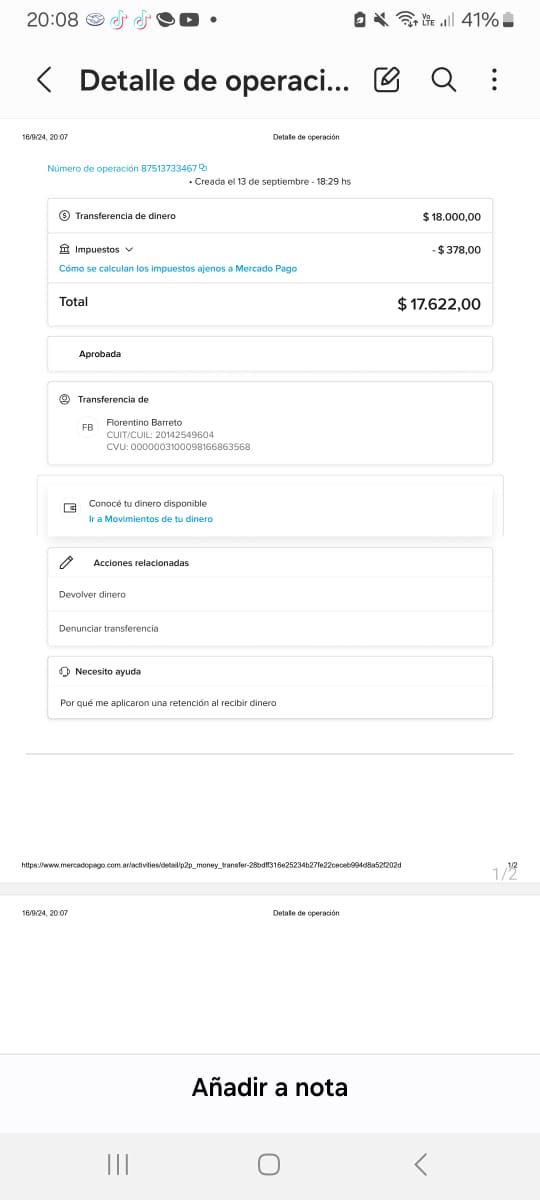 20:08
Vo
LTE
41%
Detalle de operaci...
16/9/24, 20:07 Detalle de operación
Número de operación 87513733467
• Creada el 13 de septiembre - 18:29 hs
Transferencia de dinero $ 18.000,00
Impuestos - $ 378,00
Cómo se calculan los impuestos ajenos a Mercado Pago
Total $ 17.622,00
Aprobada
Transferencia de
FB
Florentino Barreto
CUIT/CUIL: 20142549604
CVU: 0000003100098166863568
Conocé tu dinero disponible
Ir a Movimientos de tu dinero
Acciones relacionadas
Devolver dinero
Denunciar transferencia
Necesito ayuda
Por qué me aplicaron una retención al recibir dinero
https://www.mercadopago.com.ar/activities/detail/p2p_money_transfer-28bdff316e25234b27fe22ceceb994d8a52f202d 1/2
1/2
16/9/24, 20:07 Detalle de operación
Añadir a nota